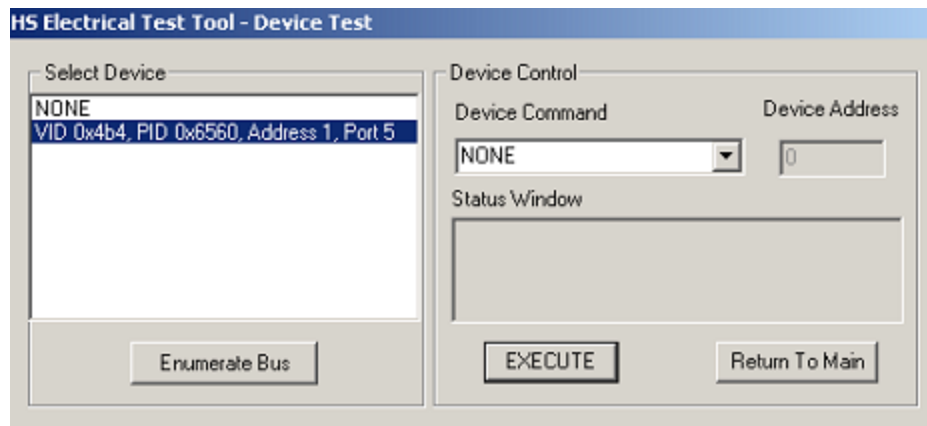 HS Electrical Test Tool - Device Test
Select Device
NONE
VID 0x4b4, PID 0x6560, Address 1, Port 5
Enumerate Bus
Device Control
Device Command
Device Address
NONE
0
Status Window
EXECUTE
Return To Main